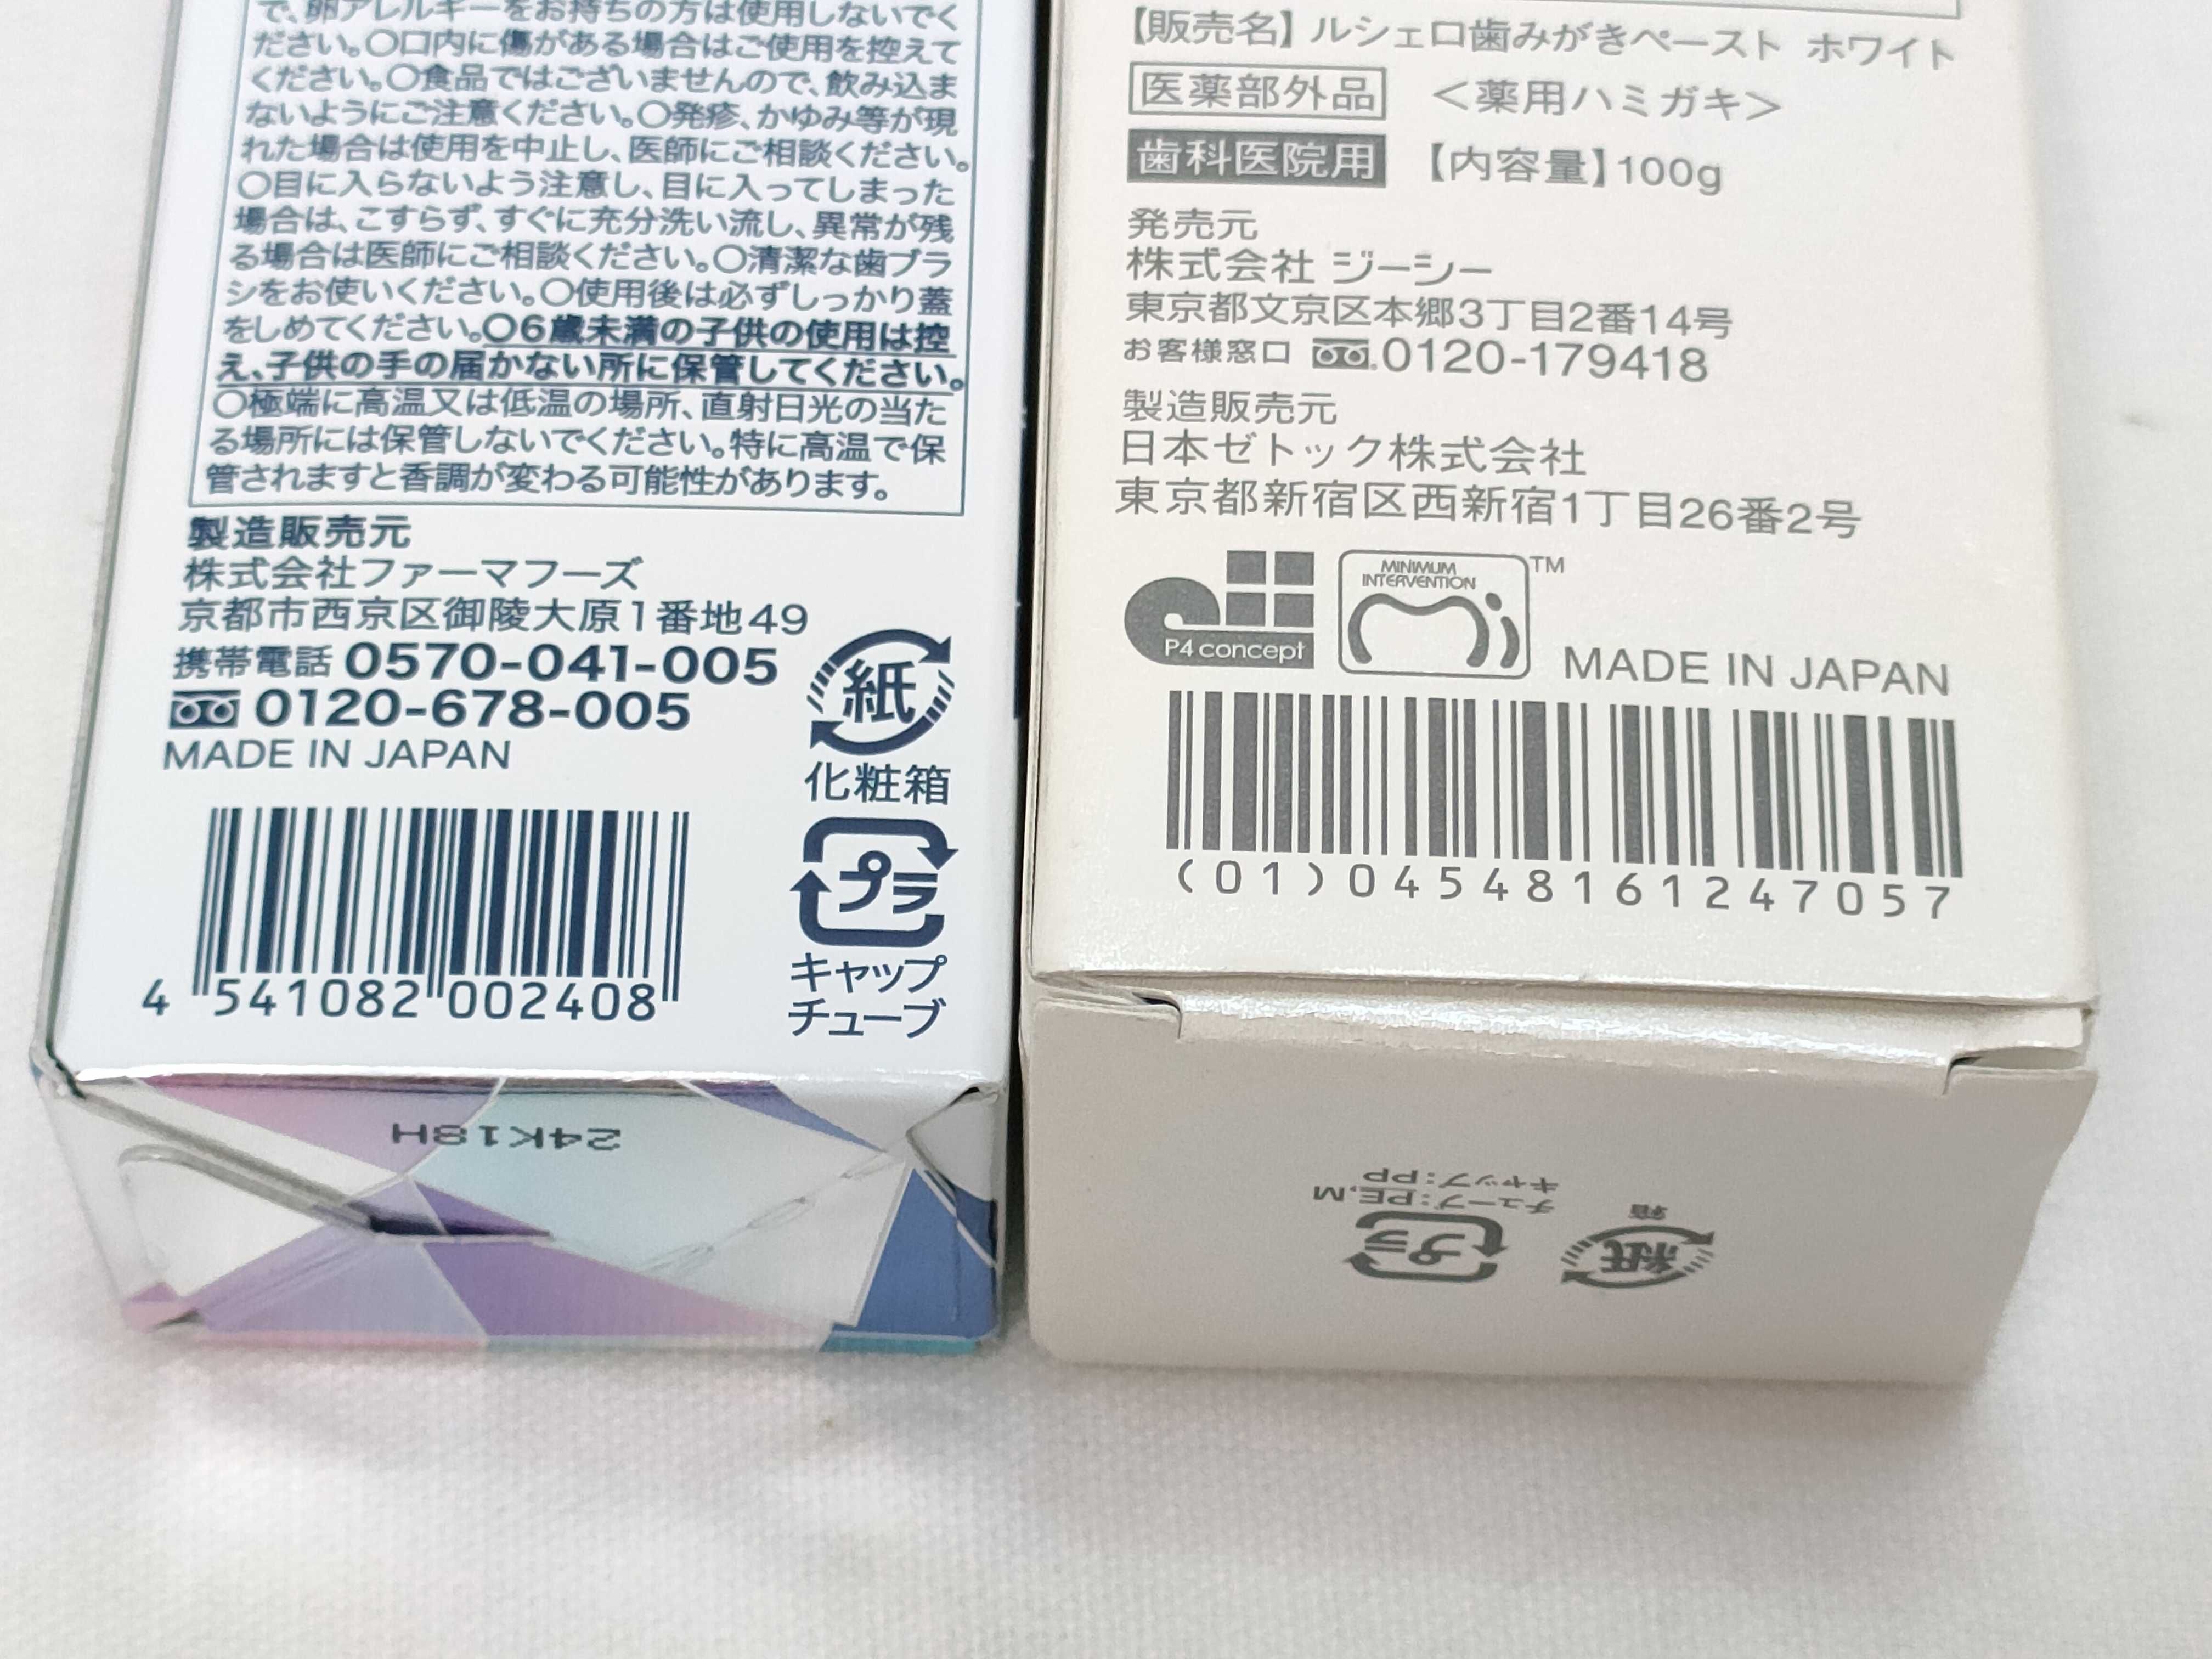 で、卵アレルギーをお持ちの方は使用しないでく
ださい。〇口内に傷がある場合はご使用を控えて
ください。〇食品ではございませんので、飲み込ま
ないようにご注意ください。〇発疹、かゆみ等が現
れた場合は使用を中止し、医師にご相談ください。
〇目に入らないよう注意し、目に入ってしまった
場合は、こすらず、すぐに充分洗い流し、異常が残
る場合は医師にご相談ください。〇清潔な歯ブラ
シをお使いください。〇使用後は必ずしっかり蓋
をしめてください。〇6歳未満の子供の使用は控
え、子供の手の届かない所に保管してください。
〇極端に高温又は低温の場所、直射日光の当た
る場所には保管しないでください。特に高温で保
管されますと香調が変わる可能性があります。
製造販売元
株式会社ファーマフーズ
京都市西京区御陵大原1番地49
携帯電話 0570-041-005
0120-678-005
MADE IN JAPAN
紙
化粧箱
プラ
キャップ
チューブ
4 541082 002408
24K18H
【販売名】ルシェロ歯みがきペースト ホワイト
医薬部外品 <薬用ハミガキ>
歯科医院用 【内容量】100g
発売元
株式会社 ジーシー
東京都文京区本郷3丁目2番14号
お客様窓口 0120-179418
製造販売元
日本ゼトック株式会社
東京都新宿区西新宿1丁目26番2号
P4 concept
MINIMUM
INTERVENTION
TM
MADE IN JAPAN
(01)04548161247057
紙
箱
プラ
チューブ:PE,M
キャップ:PP